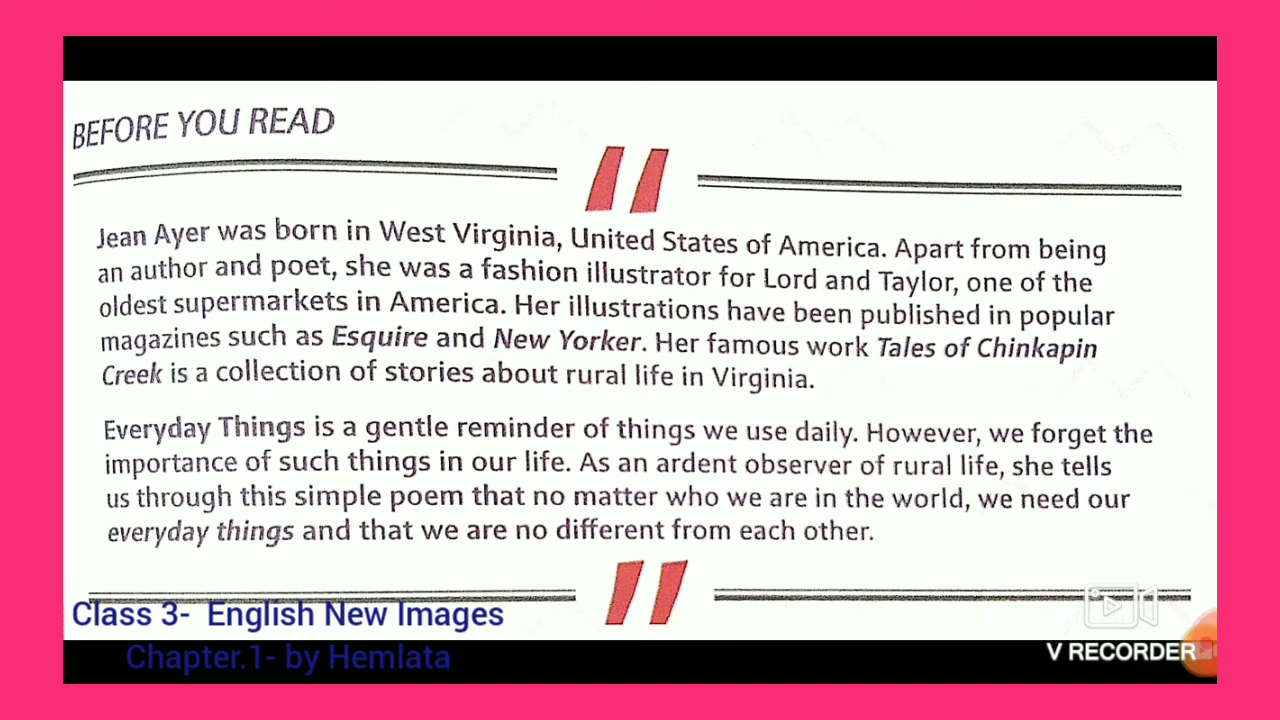 BEFORE YOU READ
Jean Ayer was born in West Virginia, United States of America. Apart from being
an author and poet, she was a fashion illustrator for Lord and Taylor, one of the
oldest supermarkets in America. Her illustrations have been published in popular
magazines such as Esquire and New Yorker. Her famous work Tales of Chinkapin
Creek is a collection of stories about rural life in Virginia.
Everyday Things is a gentle reminder of things we use daily. However, we forget the
importance of such things in our life. As an ardent observer of rural life, she tells
us through this simple poem that no matter who we are in the world, we need our
everyday things and that we are no different from each other.
Class 3- English New Images
Chapter.1- by Hemlata
V RECORDER